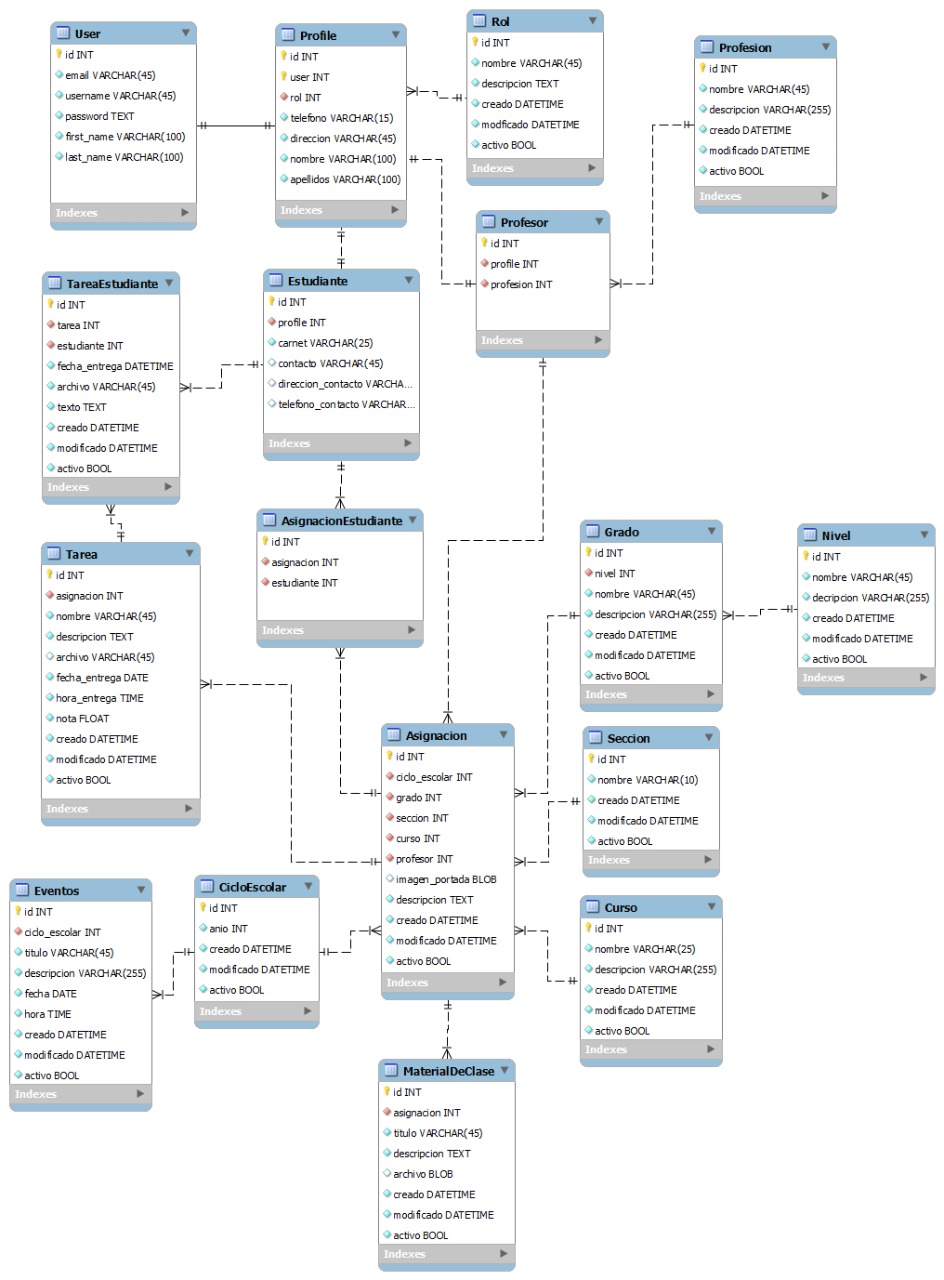 User
id INT
email VARCHAR(45)
username VARCHAR(45)
password TEXT
first_name VARCHAR(100)
last_name VARCHAR(100)
Indexes
Profile
id INT
user INT
rol INT
telefono VARCHAR(15)
direccion VARCHAR(45)
nombre VARCHAR(100)
apellidos VARCHAR(100)
Indexes
Rol
id INT
nombre VARCHAR(45)
descripcion TEXT
creado DATETIME
modficado DATETIME
activo BOOL
Indexes
Profesion
id INT
nombre VARCHAR(45)
descripcion VARCHAR(255)
creado DATETIME
modificado DATETIME
activo BOOL
Indexes
Profesor
id INT
profile INT
profesion INT
Indexes
TareaEstudiante
id INT
tarea INT
estudiante INT
fecha_entrega DATETIME
archivo VARCHAR(45)
texto TEXT
creado DATETIME
modificado DATETIME
activo BOOL
Indexes
Estudiante
id INT
profile INT
carnet VARCHAR(25)
contacto VARCHAR(45)
direccion_contacto VARCHA...
telefono_contacto VARCHAR...
Indexes
AsignacionEstudiante
id INT
asignacion INT
estudiante INT
Indexes
Tarea
id INT
asignacion INT
nombre VARCHAR(45)
descripcion TEXT
archivo VARCHAR(45)
fecha_entrega DATE
hora_entrega TIME
nota FLOAT
creado DATETIME
modificado DATETIME
activo BOOL
Indexes
Grado
id INT
nivel INT
nombre VARCHAR(45)
descripcion VARCHAR(255)
creado DATETIME
modificado DATETIME
activo BOOL
Indexes
Nivel
id INT
nombre VARCHAR(45)
decripcion VARCHAR(255)
creado DATETIME
modificado DATETIME
activo BOOL
Indexes
Asignacion
id INT
ciclo_escolar INT
grado INT
seccion INT
curso INT
profesor INT
imagen_portada BLOB
descripcion TEXT
creado DATETIME
modificado DATETIME
activo BOOL
Indexes
Seccion
id INT
nombre VARCHAR(10)
creado DATETIME
modificado DATETIME
activo BOOL
Indexes
Eventos
id INT
ciclo_escolar INT
titulo VARCHAR(45)
descripcion VARCHAR(255)
fecha DATE
hora TIME
creado DATETIME
modificado DATETIME
activo BOOL
Indexes
CicloEscolar
id INT
anio INT
creado DATETIME
modificado DATETIME
activo BOOL
Indexes
Curso
id INT
nombre VARCHAR(25)
descripcion VARCHAR(255)
creado DATETIME
modificado DATETIME
activo BOOL
Indexes
MaterialDeClase
id INT
asignacion INT
titulo VARCHAR(45)
descripcion TEXT
archivo BLOB
creado DATETIME
modificado DATETIME
activo BOOL
Indexes